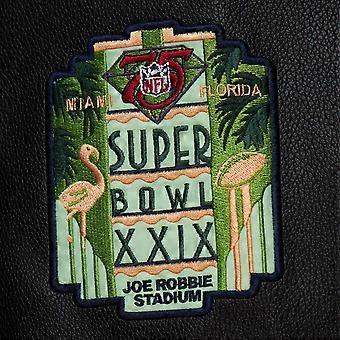 75
NFL
MIAMI FLORIDA
SUPER
BOWL
XXIX
JOE ROBBIE
STADIUM